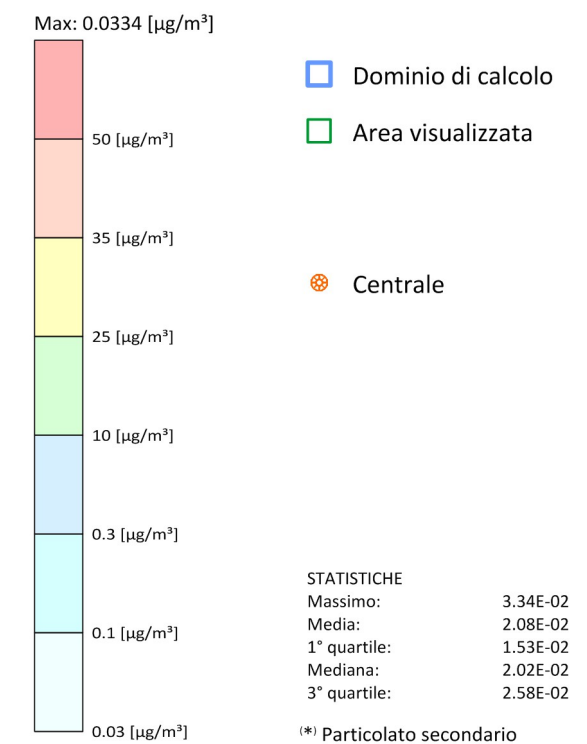 Max: 0.0334 [µg/m³]
50 [µg/m³]
35 [µg/m³]
25 [µg/m³]
10 [µg/m³]
0.3 [µg/m³]
0.1 [µg/m³]
0.03 [µg/m³]
Dominio di calcolo
Area visualizzata
Centrale
STATISTICHE
Massimo: 3.34E-02
Media: 2.08E-02
1° quartile: 1.53E-02
Mediana: 2.02E-02
3° quartile: 2.58E-02
(*) Particolato secondario